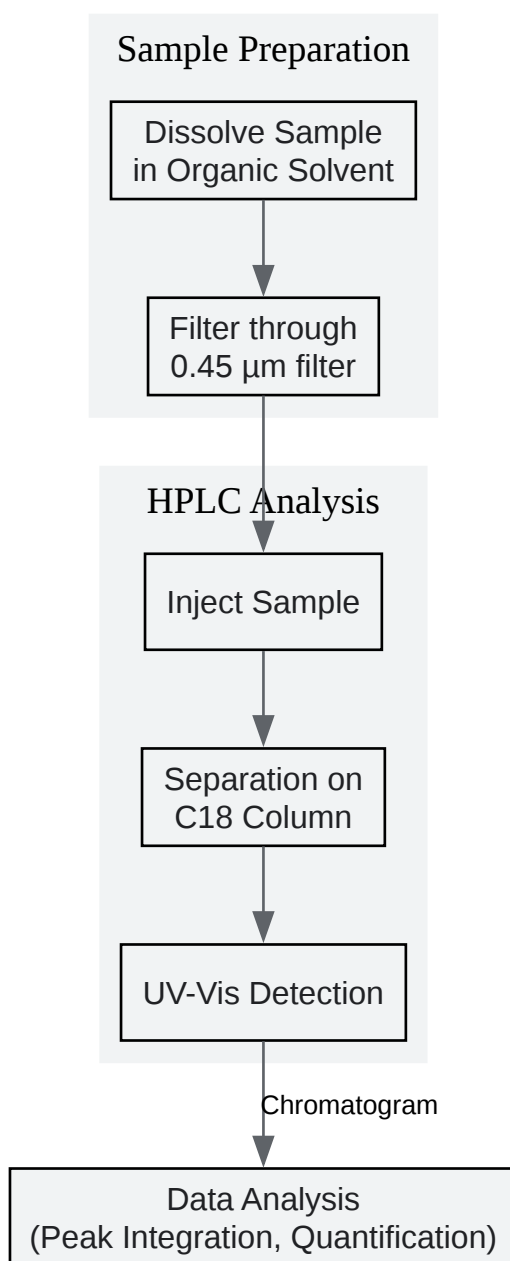 Sample Preparation
Dissolve Sample
in Organic Solvent
Filter through
0.45 µm filter
HPLC Analysis
Inject Sample
Separation on
C18 Column
UV-Vis Detection
Chromatogram
Data Analysis
(Peak Integration, Quantification)